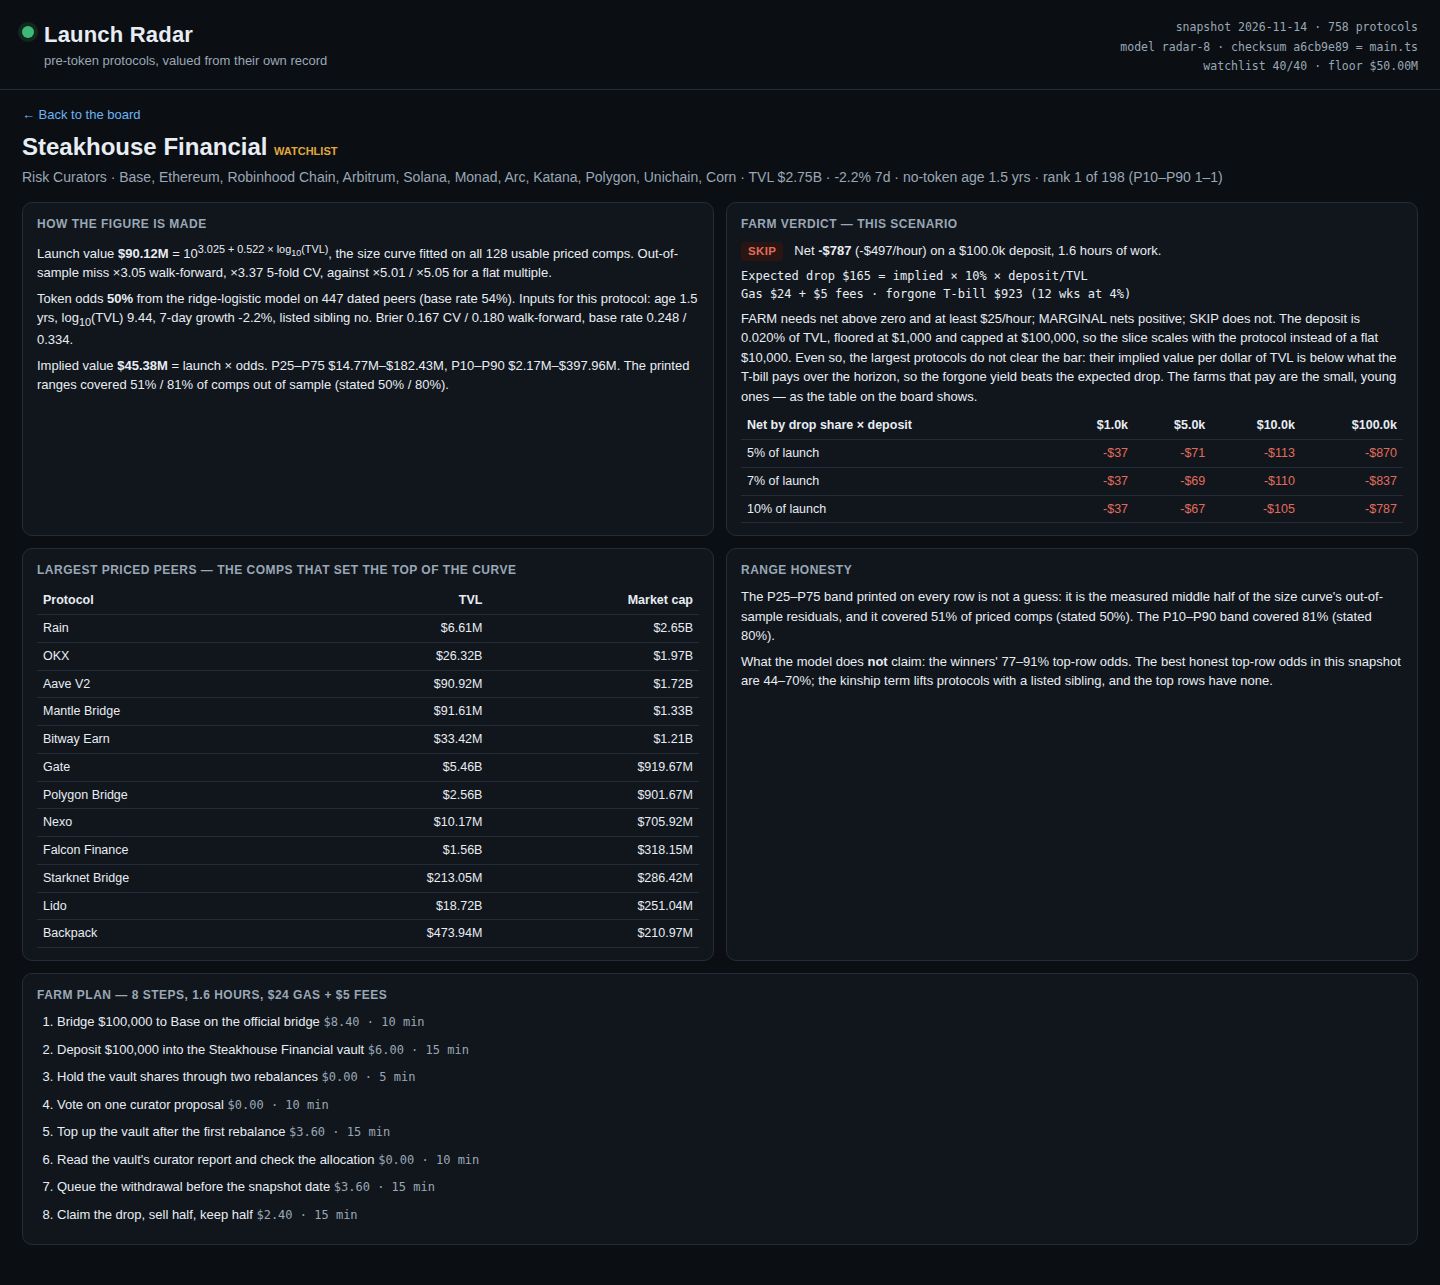 Launch Radar
pre-token protocols, valued from their own record
snapshot 2026-11-14 · 758 protocols
model radar-8 · checksum a6cb9e89 = main.ts
watchlist 40/40 · floor $50.00M
← Back to the board
Steakhouse Financial WATCHLIST
Risk Curators · Base, Ethereum, Robinhood Chain, Arbitrum, Solana, Monad, Arc, Katana, Polygon, Unichain, Corn · TVL $2.75B · -2.2% 7d · no-token age 1.5 yrs · rank 1 of 198 (P10–P90 1–1)
HOW THE FIGURE IS MADE
Launch value $90.12M = 10^3.025 + 0.522 × log10(TVL), the size curve fitted on all 128 usable priced comps. Out-of-
sample miss ×3.05 walk-forward, ×3.37 5-fold CV, against ×5.01 / ×5.05 for a flat multiple.
Token odds 50% from the ridge-logistic model on 447 dated peers (base rate 54%). Inputs for this protocol: age 1.5
yrs, log10(TVL) 9.44, 7-day growth -2.2%, listed sibling no. Brier 0.167 CV / 0.180 walk-forward, base rate 0.248 /
0.334.
Implied value $45.38M = launch × odds. P25–P75 $14.77M–$182.43M, P10–P90 $2.17M–$397.96M. The printed
ranges covered 51% / 81% of comps out of sample (stated 50% / 80%).
FARM VERDICT — THIS SCENARIO
SKIP Net -$787 (-$497/hour) on a $100.0k deposit, 1.6 hours of work.
Expected drop $165 = implied × 10% × deposit/TVL
Gas $24 + $5 fees · forgone T-bill $923 (12 wks at 4%)
FARM needs net above zero and at least $25/hour; MARGINAL nets positive; SKIP does not. The deposit is
0.020% of TVL, floored at $1,000 and capped at $100,000, so the slice scales with the protocol instead of a flat
$10,000. Even so, the largest protocols do not clear the bar: their implied value per dollar of TVL is below what the
T-bill pays over the horizon, so the forgone yield beats the expected drop. The farms that pay are the small, young
ones — as the table on the board shows.
Net by drop share × deposit $1.0k $5.0k $10.0k $100.0k
5% of launch -$37 -$71 -$113 -$870
7% of launch -$37 -$69 -$110 -$837
10% of launch -$37 -$67 -$105 -$787
LARGEST PRICED PEERS — THE COMPS THAT SET THE TOP OF THE CURVE
Protocol TVL Market cap
Rain $6.61M $2.65B
OKX $26.32B $1.97B
Aave V2 $90.92M $1.72B
Mantle Bridge $91.61M $1.33B
Bitway Earn $33.42M $1.21B
Gate $5.46B $919.67M
Polygon Bridge $2.56B $901.67M
Nexo $10.17M $705.92M
Falcon Finance $1.56B $318.15M
Starknet Bridge $213.05M $286.42M
Lido $18.72B $251.04M
Backpack $473.94M $210.97M
RANGE HONESTY
The P25–P75 band printed on every row is not a guess: it is the measured middle half of the size curve's out-of-
sample residuals, and it covered 51% of priced comps (stated 50%). The P10–P90 band covered 81% (stated
80%).
What the model does not claim: the winners' 77–91% top-row odds. The best honest top-row odds in this snapshot
are 44–70%; the kinship term lifts protocols with a listed sibling, and the top rows have none.
FARM PLAN — 8 STEPS, 1.6 HOURS, $24 GAS + $5 FEES
1. Bridge $100,000 to Base on the official bridge $8.40 · 10 min
2. Deposit $100,000 into the Steakhouse Financial vault $6.00 · 15 min
3. Hold the vault shares through two rebalances $0.00 · 5 min
4. Vote on one curator proposal $0.00 · 10 min
5. Top up the vault after the first rebalance $3.60 · 15 min
6. Read the vault's curator report and check the allocation $0.00 · 10 min
7. Queue the withdrawal before the snapshot date $3.60 · 15 min
8. Claim the drop, sell half, keep half $2.40 · 15 min